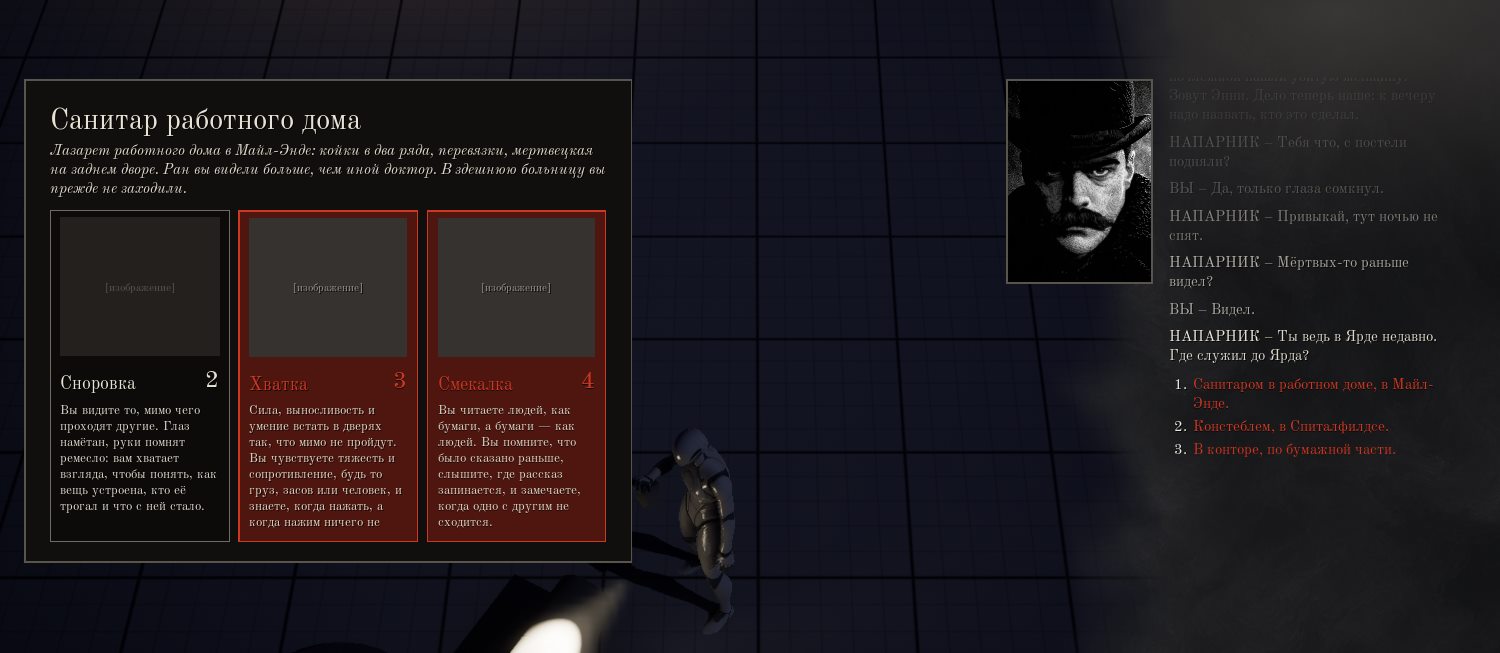 Санитар работного дома
Лазарет работного дома в Майл-Энде: койки в два ряда, перевязки, мертвецкая
на заднем дворе. Ран вы видели больше, чем иной доктор. В здешнюю больницу вы
прежде не заходили.
[изображение]
Сноровка 2
Вы видите то, мимо чего
проходят другие. Глаз
намётан, руки помнят
ремесло: вам хватает
взгляда, чтобы понять, как
вещь устроена, кто её
трогал и что с ней стало.
[изображение]
Хватка 3
Сила, выносливость и
умение встать в дверях
так, что мимо не пройдут.
Вы чувствуете тяжесть и
сопротивление, будь то
груз, засов или человек, и
знаете, когда нажать, а
когда нажим ничего не
[изображение]
Смекалка 4
Вы читаете людей, как
бумаги, а бумаги — как
людей. Вы помните, что
было сказано раньше,
слышите, где рассказ
запинается, и замечаете,
когда одно с другим не
сходится.
Зовут Энни. Дело теперь наше: к вечеру
надо назвать, кто это сделал.
НАПАРНИК – Тебя что, с постели
подняли?
ВЫ – Да, только глаза сомкнул.
НАПАРНИК – Привыкай, тут ночью не
спят.
НАПАРНИК – Мёртвых-то раньше
видел?
ВЫ – Видел.
НАПАРНИК – Ты ведь в Ярде недавно.
Где служил до Ярда?
1. Санитаром в работном доме, в Майл-
Энде.
2. Констеблем, в Спиталфилдсе.
3. В конторе, по бумажной части.